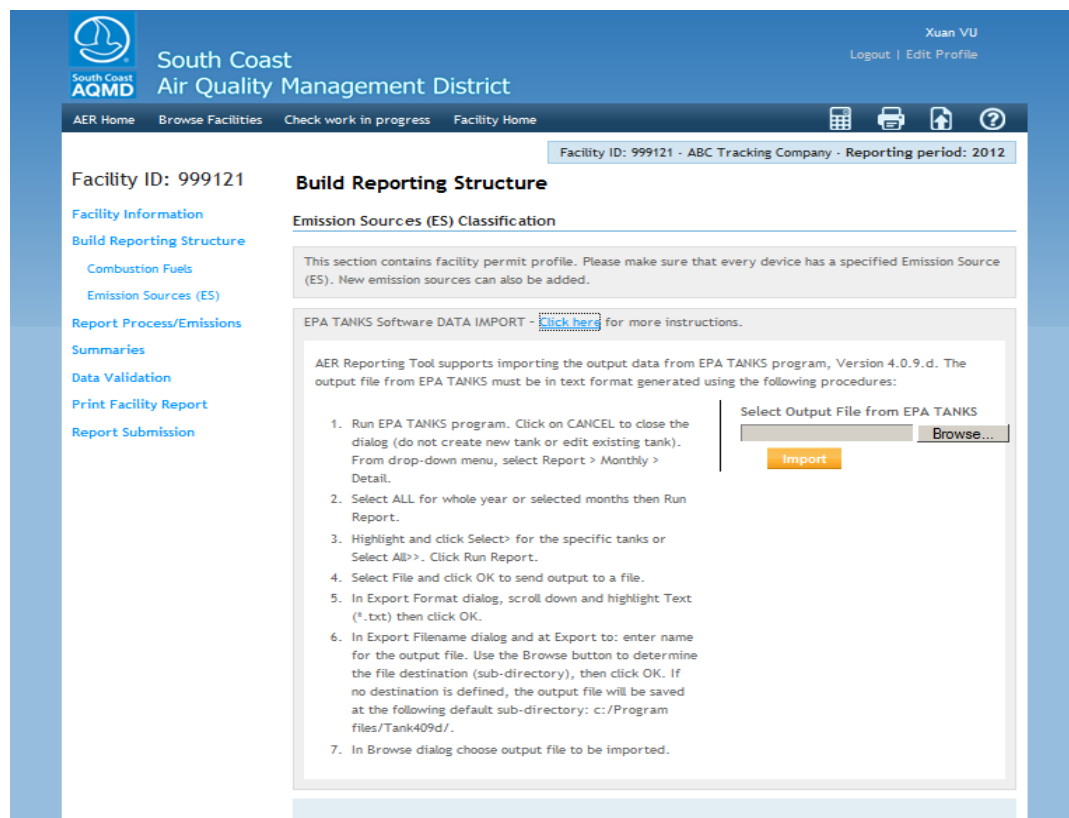 Xuan VU
Logout | Edit Profile
South Coast
AQMD
South Coast
Air Quality Management District
AER Home Browse Facilities Check work in progress Facility Home
Facility ID: 999121 - ABC Tracking Company - Reporting period: 2012
Facility ID: 999121
Facility Information
Build Reporting Structure
Combustion Fuels
Emission Sources (ES)
Report Process/Emissions
Summaries
Data Validation
Print Facility Report
Report Submission
Build Reporting Structure
Emission Sources (ES) Classification
This section contains facility permit profile. Please make sure that every device has a specified Emission Source
(ES). New emission sources can also be added.
EPA TANKS Software DATA IMPORT - Click here for more instructions.
AER Reporting Tool supports importing the output data from EPA TANKS program, Version 4.0.9.d. The
output file from EPA TANKS must be in text format generated using the following procedures:
1. Run EPA TANKS program. Click on CANCEL to close the
dialog (do not create new tank or edit existing tank).
From drop-down menu, select Report > Monthly >
Detail.
2. Select ALL for whole year or selected months then Run
Report.
3. Highlight and click Select> for the specific tanks or
Select All>>. Click Run Report.
4. Select File and click OK to send output to a file.
5. In Export Format dialog, scroll down and highlight Text
(*.txt) then click OK.
6. In Export Filename dialog and at Export to: enter name
for the output file. Use the Browse button to determine
the file destination (sub-directory), then click OK. If
no destination is defined, the output file will be saved
at the following default sub-directory: c:/Program
files/Tank409d/.
7. In Browse dialog choose output file to be imported.
Select Output File from EPA TANKS
Browse...
Import